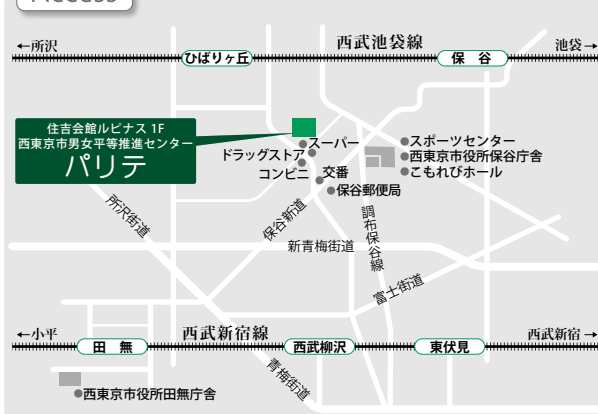 Access
←所沢
西武池袋線
池袋→
ひばりヶ丘
保 谷
住吉会館ルピナス 1F
西東京市男女平等推進センター
パリテ
スーパー
ドラッグストア
コンビニ
交番
保谷郵便局
スポーツセンター
西東京市役所保谷庁舎
こもれびホール
所沢街道
保谷新道
調布保谷線
新青梅街道
富士街道
←小平
西武新宿線
西武新宿→
田 無
西武柳沢
東伏見
青梅街道
西東京市役所田無庁舎